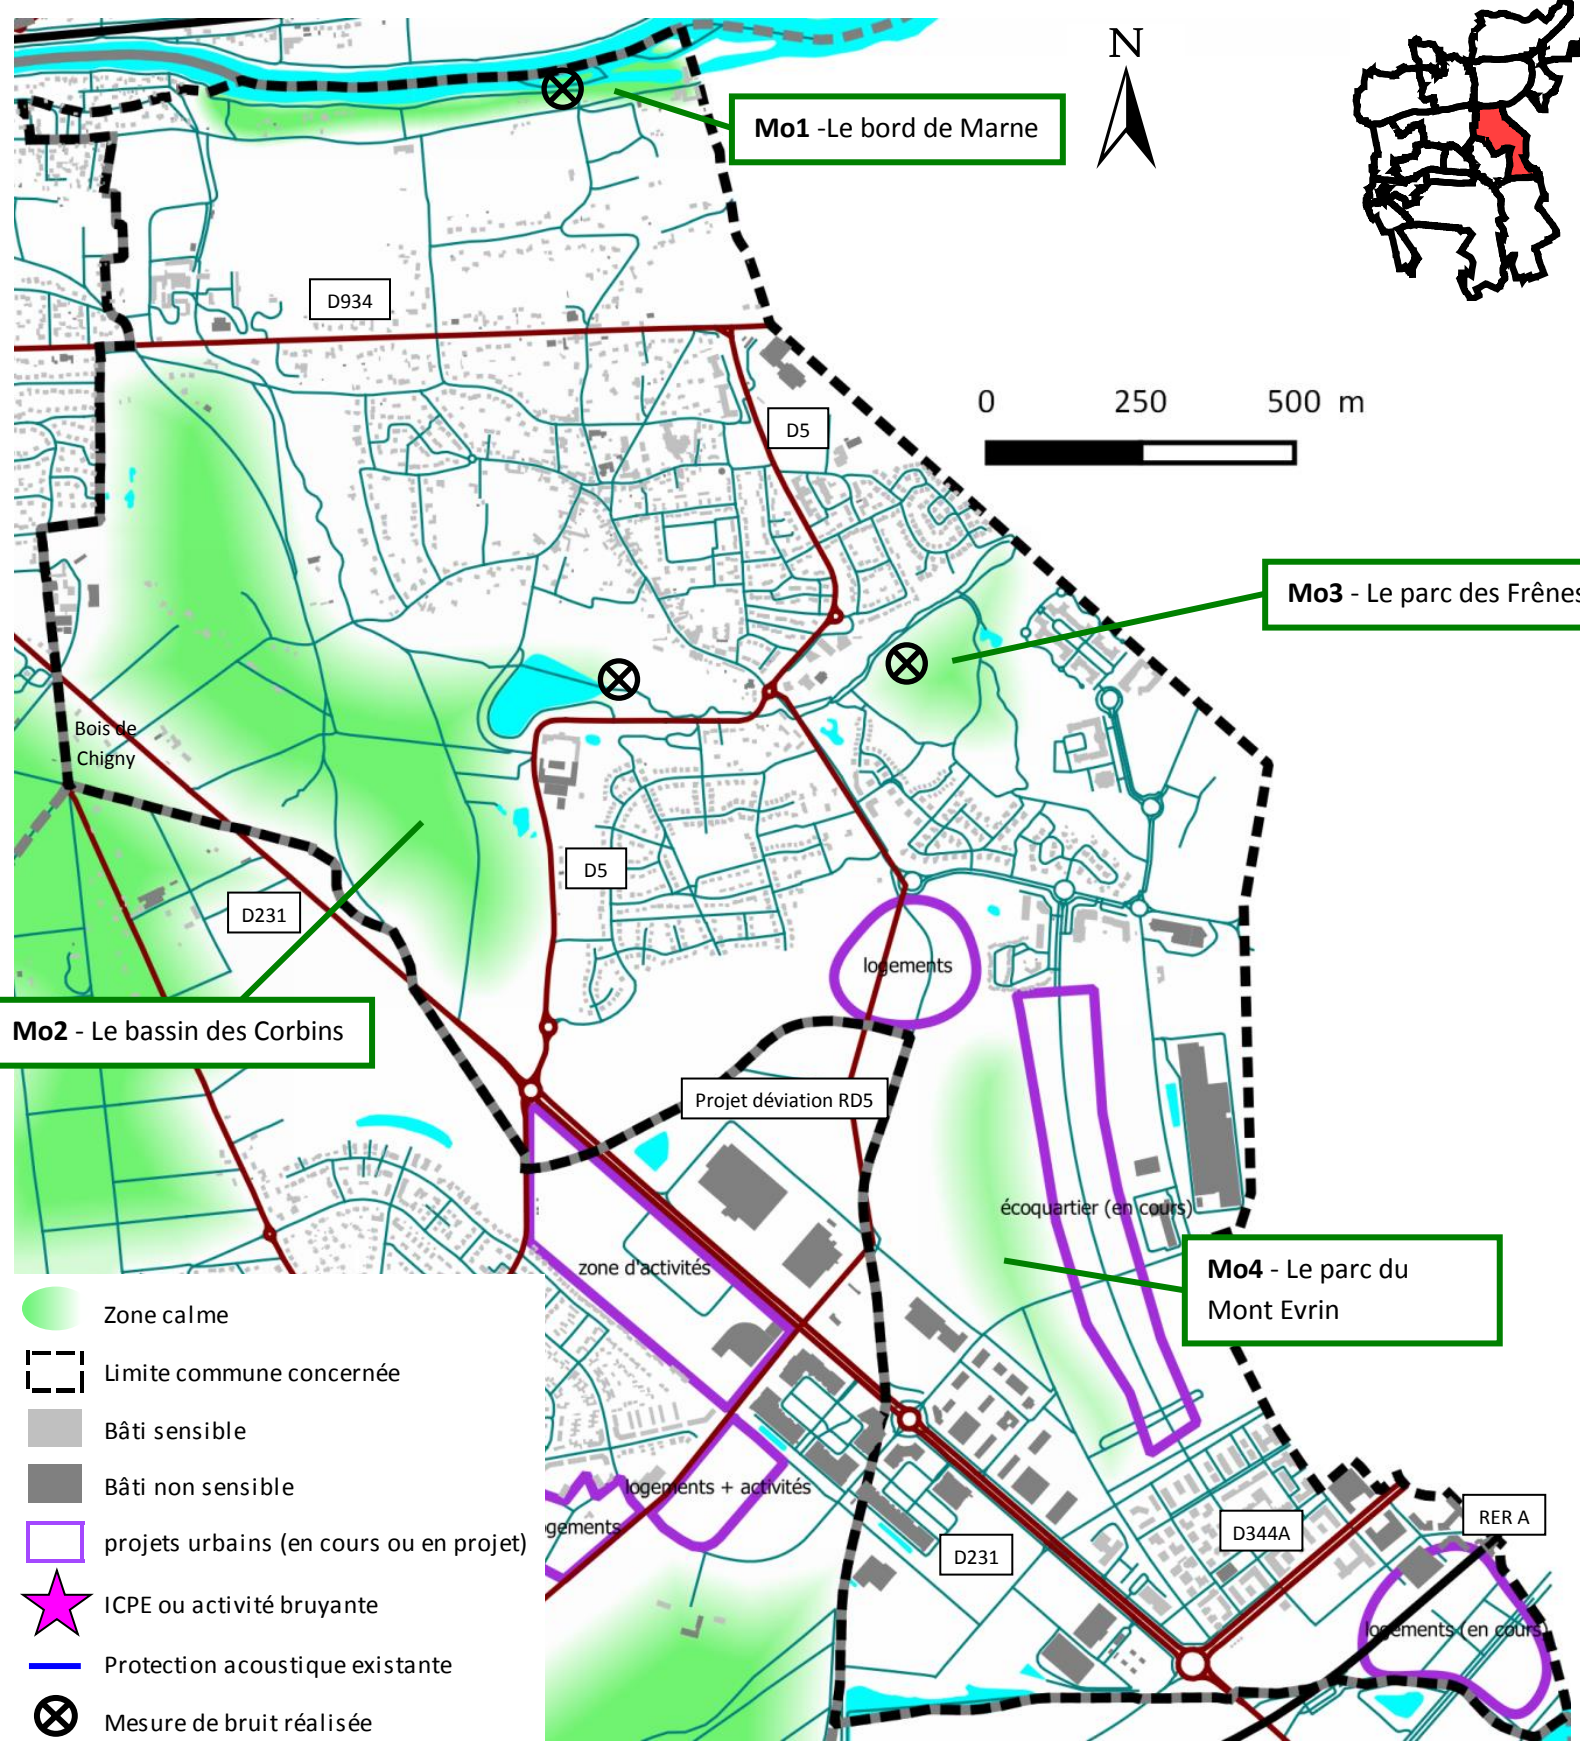 N
Mo1 -Le bord de Marne
D934
0 250 500 m
D5
Mo3 - Le parc des Frênes
Bois de
Chigny
D5
D231
logements
Mo2 - Le bassin des Corbins
Projet déviation RD5
écoquartier (en cours)
zone d'activités
Mo4 - Le parc du
Mont Evrin
logements + activités
gements
D231
D344A
RER A
logements (en cours)
Zone calme
Limite commune concernée
Bâti sensible
Bâti non sensible
projets urbains (en cours ou en projet)
ICPE ou activité bruyante
Protection acoustique existante
Mesure de bruit réalisée